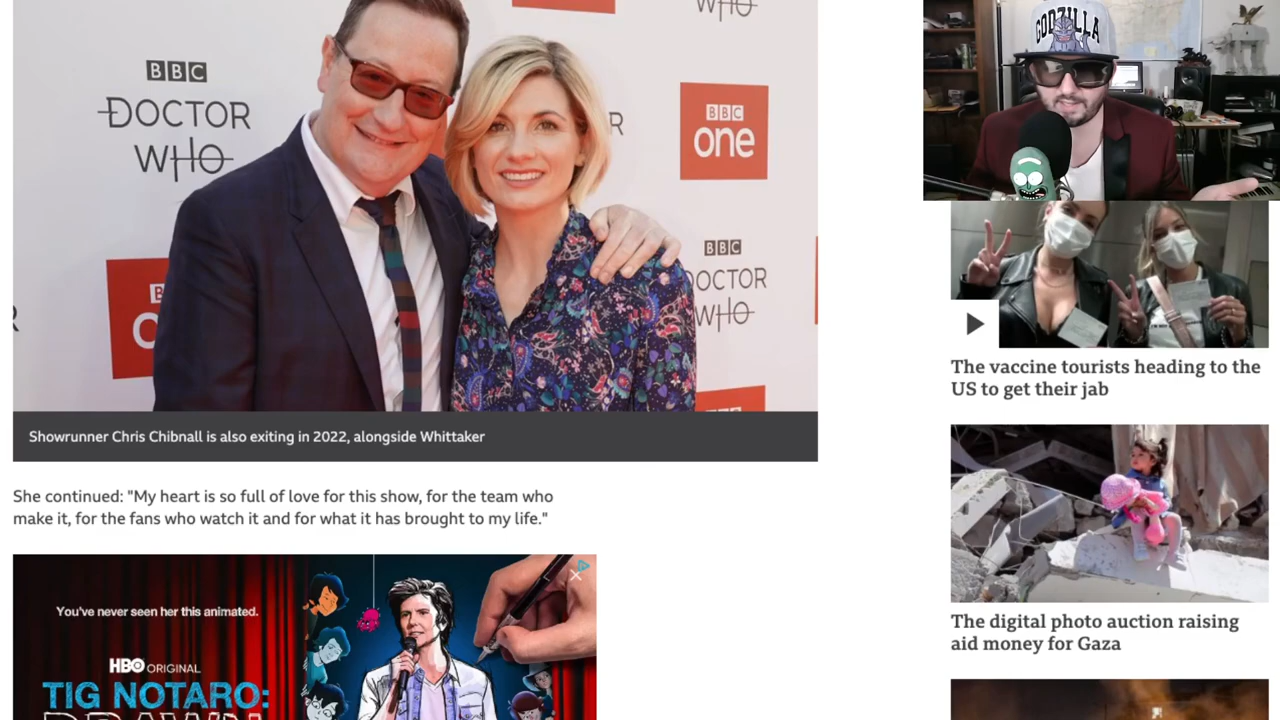 WHO
BBC
DOCTOR
WHO
R
BBC
one
BBC
DOCTOR
WHO
B
O
R
Showrunner Chris Chibnall is also exiting in 2022, alongside Whittaker
She continued: "My heart is so full of love for this show, for the team who
make it, for the fans who watch it and for what it has brought to my life."
You've never seen her this animated.
HBO ORIGINAL
TIG NOTARO:
DRAWN
GODZILLA
The vaccine tourists heading to the
US to get their jab
The digital photo auction raising
aid money for Gaza